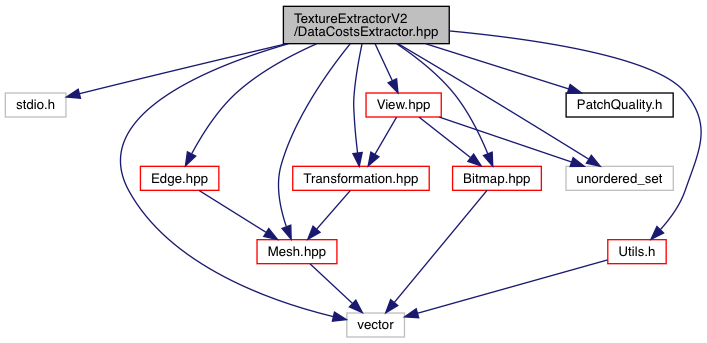 TextureExtractorV2
/DataCostsExtractor.hpp
stdio.h
View.hpp
PatchQuality.h
Edge.hpp
Transformation.hpp
Bitmap.hpp
unordered_set
Mesh.hpp
Utils.h
vector